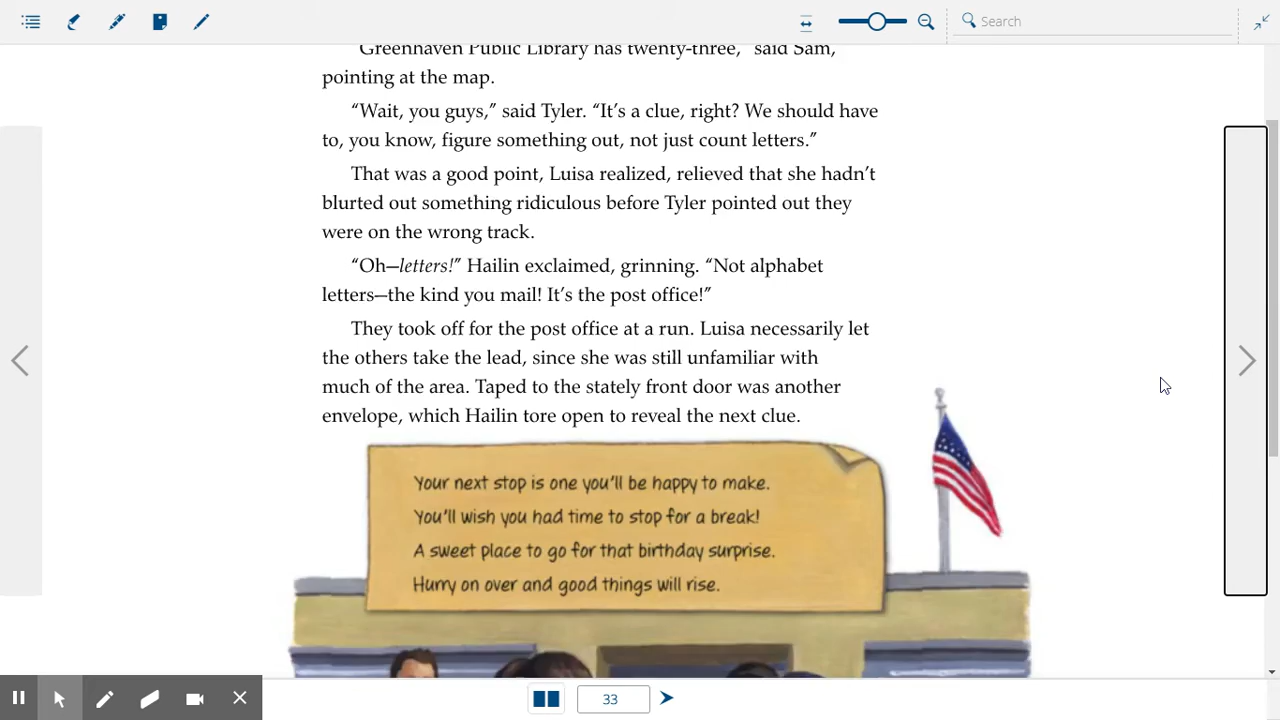 Search
“Greenhaven Public Library has twenty-three,” said Sam,
pointing at the map.
“Wait, you guys,” said Tyler. “It’s a clue, right? We should have
to, you know, figure something out, not just count letters.”
That was a good point, Luisa realized, relieved that she hadn’t
blurted out something ridiculous before Tyler pointed out they
were on the wrong track.
“Oh—letters!” Hailin exclaimed, grinning. “Not alphabet
letters—the kind you mail! It’s the post office!”
They took off for the post office at a run. Luisa necessarily let
the others take the lead, since she was still unfamiliar with
much of the area. Taped to the stately front door was another
envelope, which Hailin tore open to reveal the next clue.
Your next stop is one you’ll be happy to make.
You’ll wish you had time to stop for a break!
A sweet place to go for that birthday surprise.
Hurry on over and good things will rise.
33